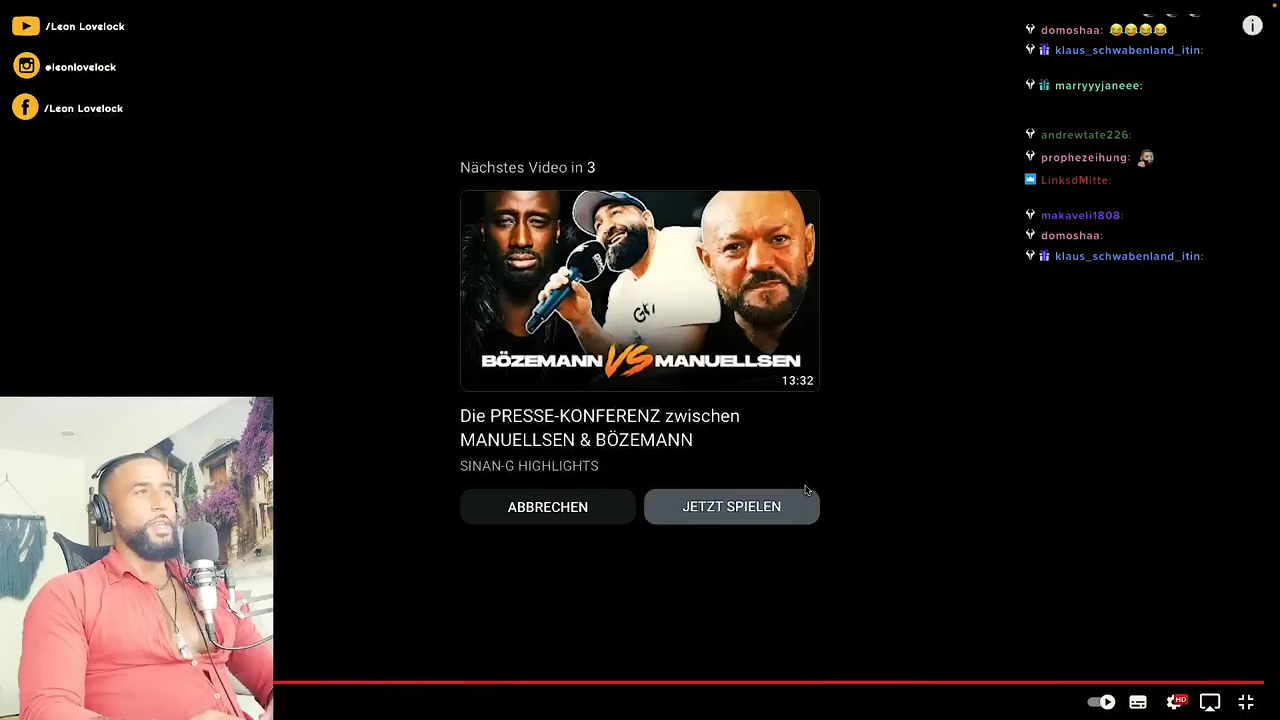 /Leon Lovelock
@leonlovelock
/Leon Lovelock
domoshaa: 😂😂😂😂
klaus_schwabenland_itin:
marryyyjaneee:
andrewtate226:
prophezeihung:
LinksdMitte:
makaveli1808:
domoshaa:
klaus_schwabenland_itin:
Nächstes Video in 3
BÖZEMANN VS MANUELLSEN
13:32
Die PRESSE-KONFERENZ zwischen
MANUELLSEN & BÖZEMANN
SINAN-G HIGHLIGHTS
ABBRECHEN
JETZT SPIELEN
HD